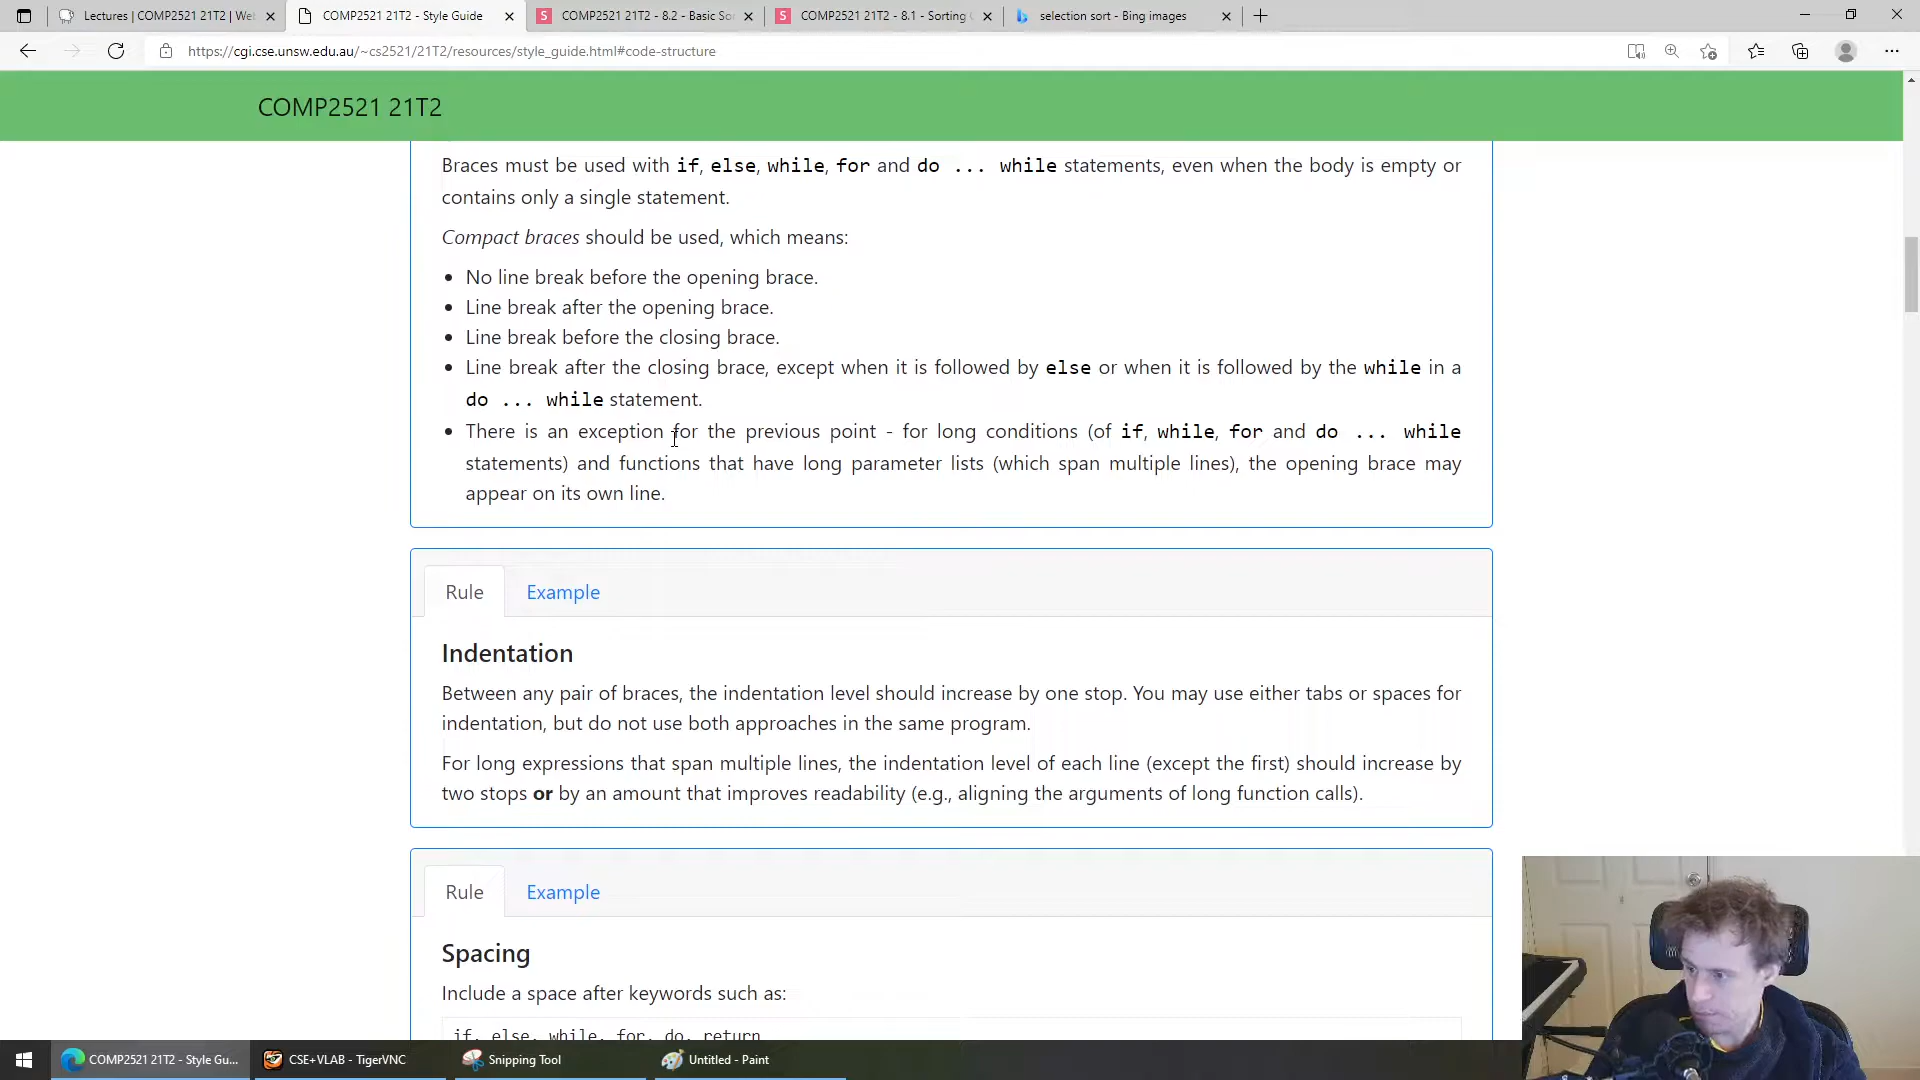 Lectures | COMP2521 21T2 | Web
COMP2521 21T2 - Style Guide
COMP2521 21T2 - 8.2 - Basic So
COMP2521 21T2 - 8.1 - Sorting
selection sort - Bing images
https://cgi.cse.unsw.edu.au/~cs2521/21T2/resources/style_guide.html#code-structure
COMP2521 21T2
Braces must be used with if, else, while, for and do ... while statements, even when the body is empty or
contains only a single statement.
Compact braces should be used, which means:
• No line break before the opening brace.
• Line break after the opening brace.
• Line break before the closing brace.
• Line break after the closing brace, except when it is followed by else or when it is followed by the while in a
do ... while statement.
• There is an exception for the previous point - for long conditions (of if, while, for and do ... while
statements) and functions that have long parameter lists (which span multiple lines), the opening brace may
appear on its own line.
Rule Example
Indentation
Between any pair of braces, the indentation level should increase by one stop. You may use either tabs or spaces for
indentation, but do not use both approaches in the same program.
For long expressions that span multiple lines, the indentation level of each line (except the first) should increase by
two stops or by an amount that improves readability (e.g., aligning the arguments of long function calls).
Rule Example
Spacing
Include a space after keywords such as:
if, else, while, for, do, return
COMP2521 21T2 - Style Gu...
CSE+VLAB - TigerVNC
Snipping Tool
Untitled - Paint